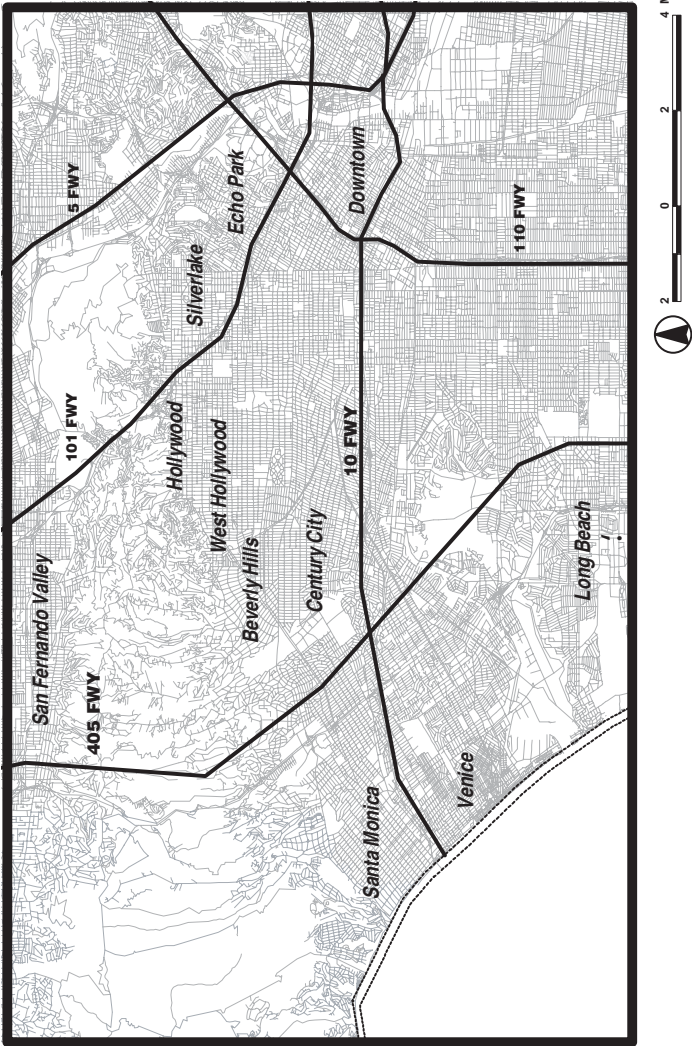 San Fernando Valley
405 FWY
101 FWY
5 FWY
Hollywood
Silverlake
Echo Park
West Hollywood
Beverly Hills
Century City
10 FWY
Downtown
110 FWY
Santa Monica
Venice
Long Beach
2
0
2
4